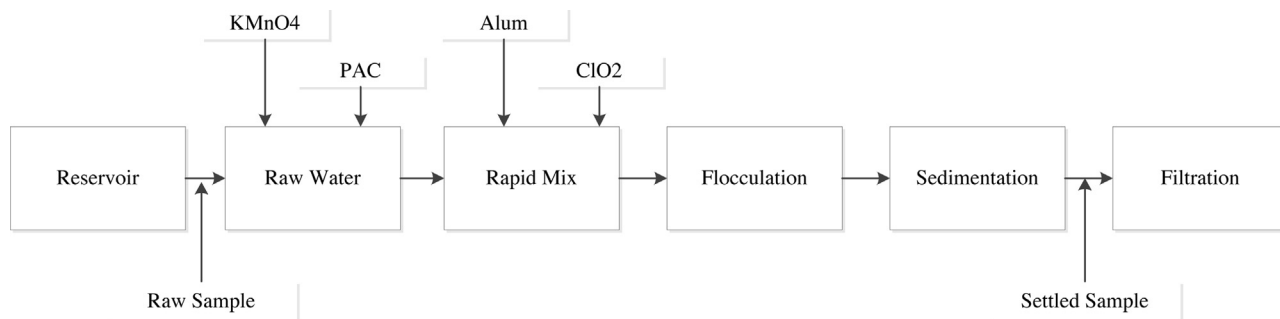 KMnO4
Alum
PAC
ClO2
Reservoir
Raw Water
Rapid Mix
Flocculation
Sedimentation
Filtration
Raw Sample
Settled Sample